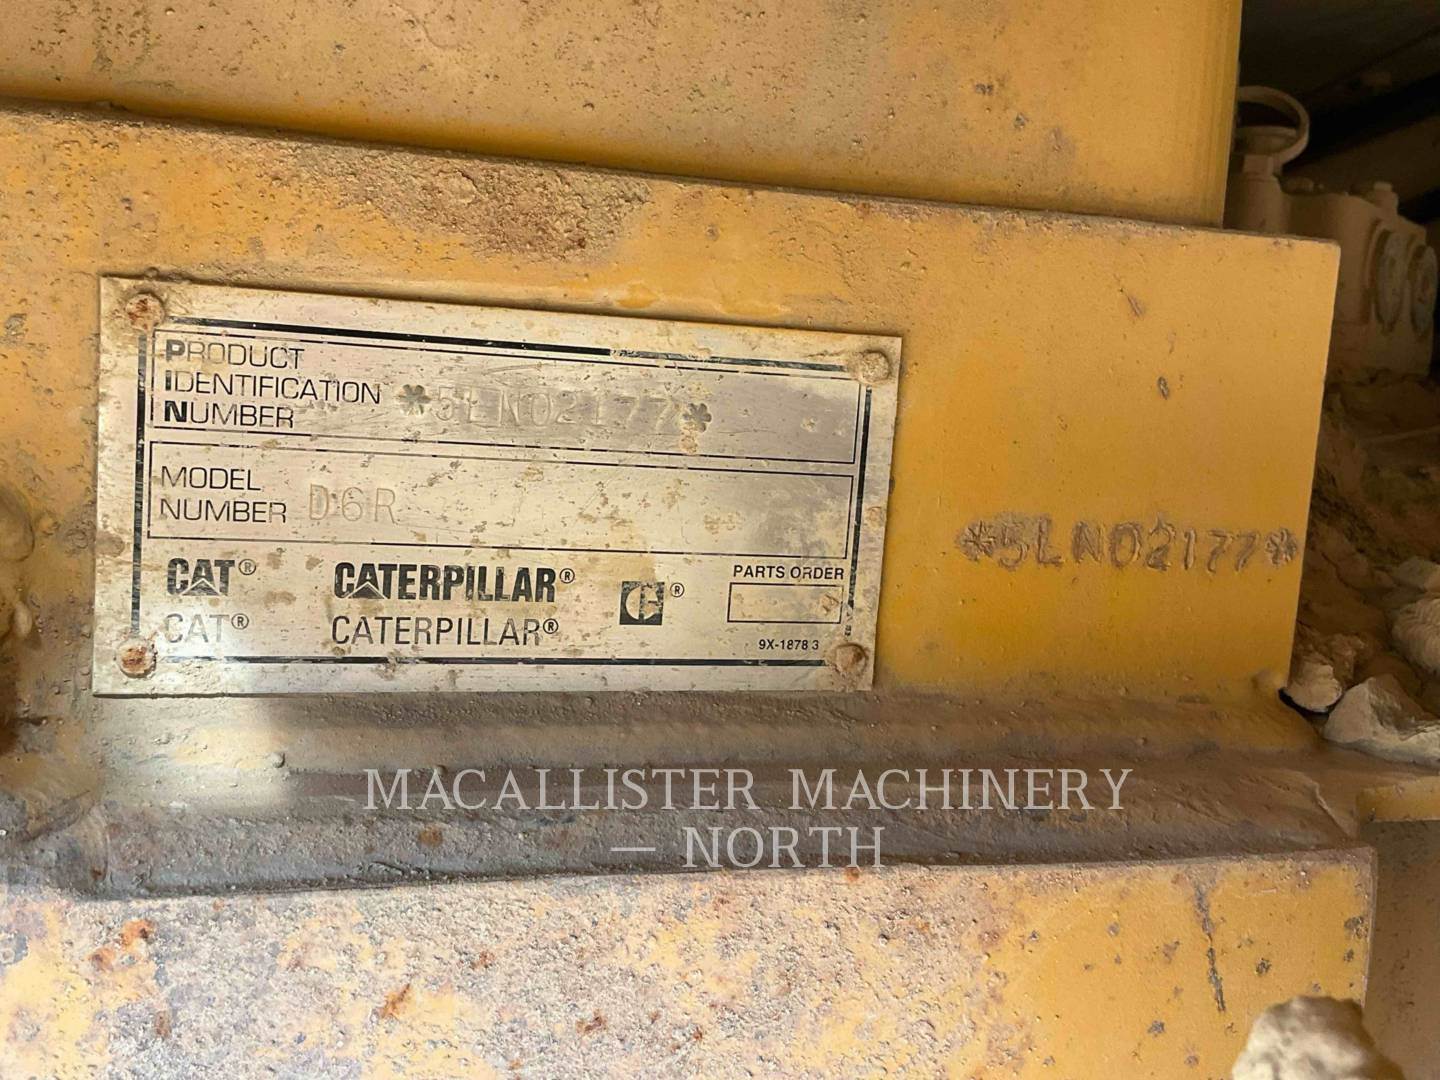 PRODUCT
IDENTIFICATION
NUMBER
*5LN02177*
MODEL
NUMBER
D6R
CAT® CATERPILLAR® ®
CAT® CATERPILLAR®
PARTS ORDER
9X-1878 3
*5LN02177*
MACALLISTER MACHINERY
— NORTH